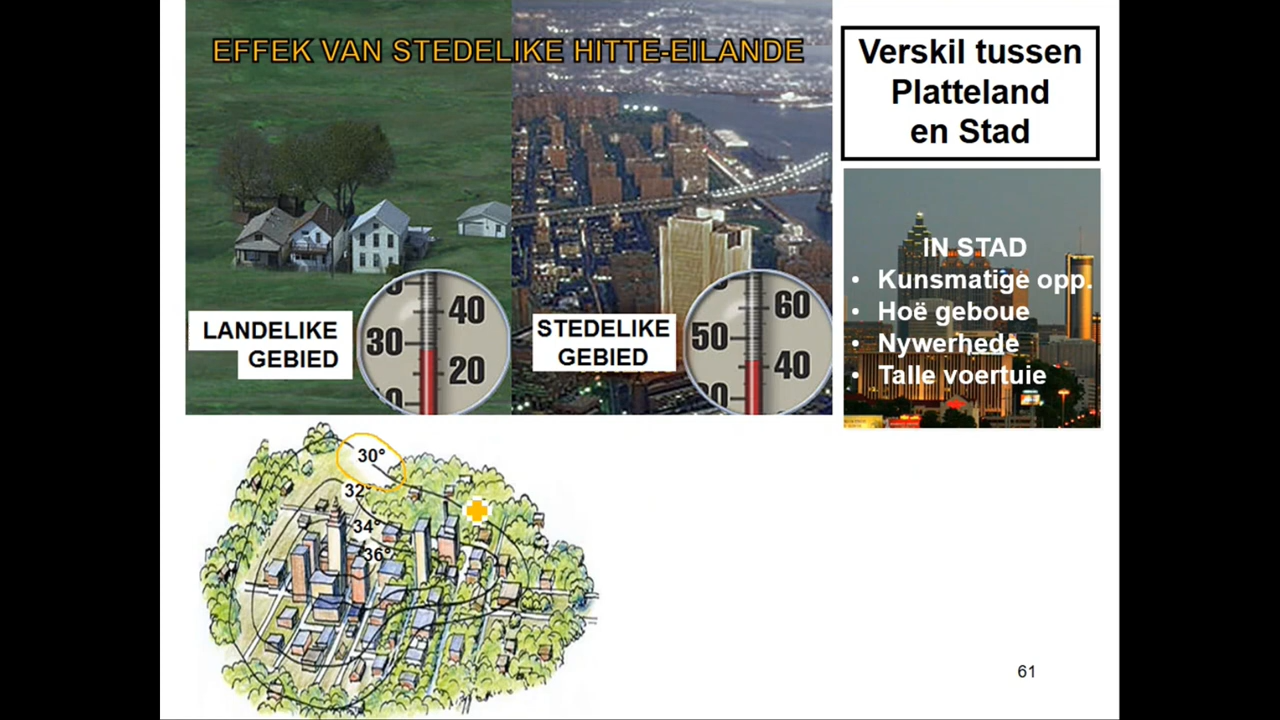 EFFEK VAN STEDELIKE HITTE-EILANDE
Verskil tussen
Platteland
en Stad
LANDELIKE
GEBIED
40
30
20
STEDELIKE
GEBIED
60
50
40
IN STAD
• Kunsmatige opp.
• Hoë geboue
• Nywerhede
• Talle voertuie
30°
32°
34°
36°
61